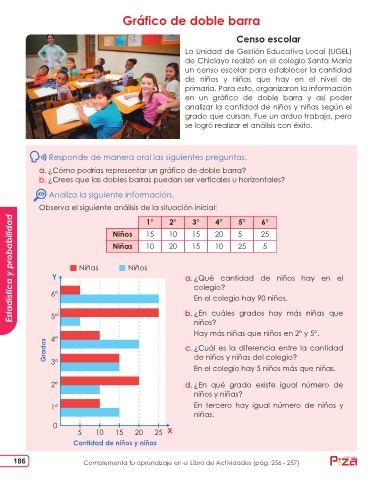 Gráfico de doble barra
Censo escolar
La Unidad de Gestión Educativa Local (UGEL)
de Chiclayo realizó en el colegio Santa María
un censo escolar para establecer la cantidad
de niños y niñas que hay en el nivel de
primaria. Para esto, organizaron la información
en un gráfico de doble barra y así poder
analizar la cantidad de niños y niñas según el
grado que cursan. Fue un arduo trabajo, pero
se logró realizar el análisis con éxito.
Responde de manera oral las siguientes preguntas.
a. ¿Cómo podrías representar un gráfico de doble barra?
b. ¿Crees que las dobles barras puedan ser verticales u horizontales?
Analiza la siguiente información.
Observa el siguiente análisis de la situación inicial:
1° 2° 3° 4° 5° 6°
Niños 15 10 15 20 5 25
Niñas 10 20 15 10 25 5
Niñas Niños
Y
6°
5°
4°
3°
2°
1°
0
5 10 15 20 25 X
Grados
Cantidad de niños y niñas
a. ¿Qué cantidad de niños hay en el
colegio?
En el colegio hay 90 niños.
b. ¿En cuáles grados hay más niñas que
niños?
Hay más niñas que niños en 2° y 5°.
c. ¿Cuál es la diferencia entre la cantidad
de niños y niñas del colegio?
En el colegio hay 5 niños más que niñas.
d. ¿En qué grado existe igual número de
niños y niñas?
En tercero hay igual número de niños y
niñas.
Estadística y probabilidad
186
Complementa tu aprendizaje en el Libro de Actividades (pág. 256 - 257)
Piza